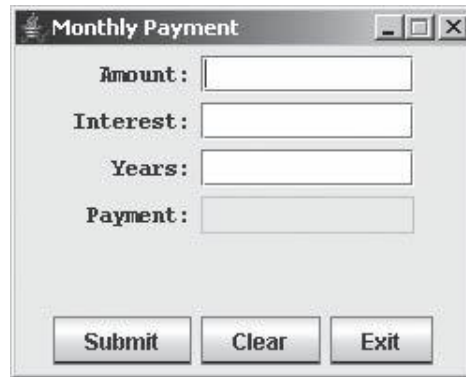 Monthly Payment
Amount:
Interest:
Years:
Payment:
Submit Clear Exit